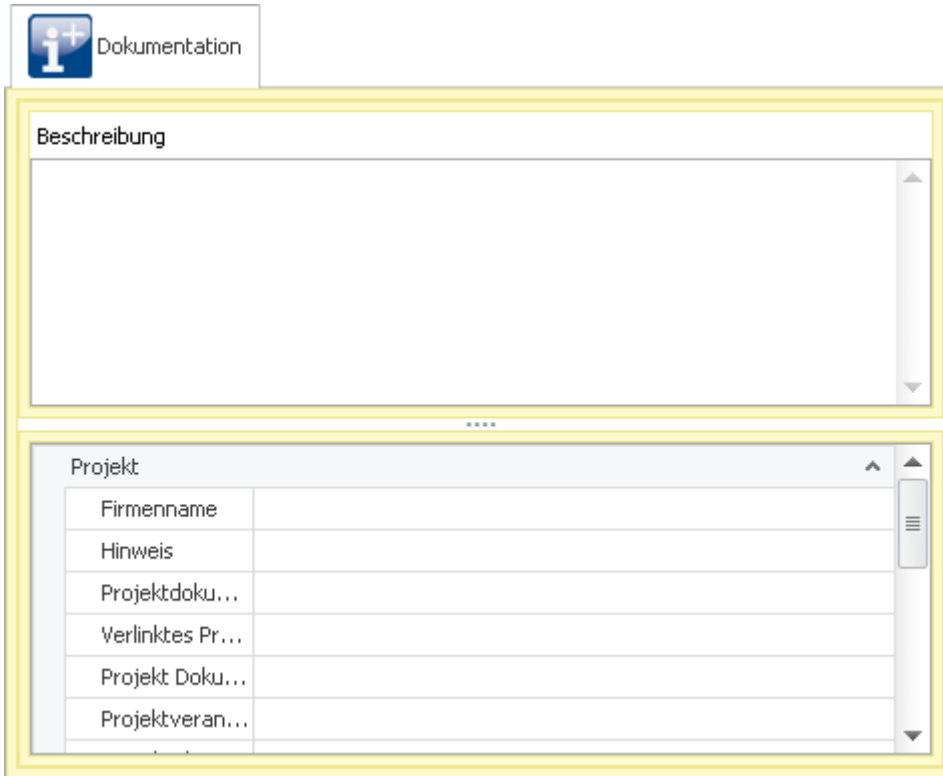 Dokumentation
Beschreibung
Projekt
Firmenname
Hinweis
Projektdoku...
Verlinktes Pr...
Projekt Doku...
Projektveran...